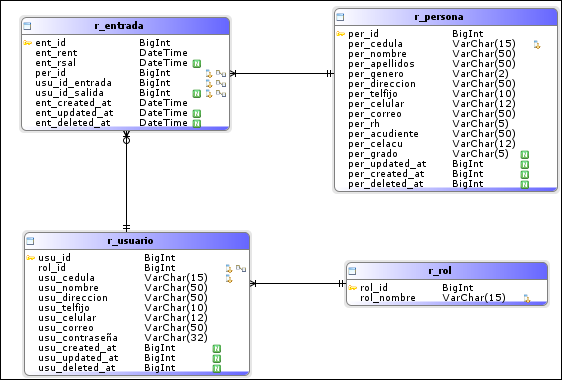 r_entrada
ent_id BigInt
ent_rent DateTime
ent_rsal DateTime N
per_id BigInt
usu_id_entrada BigInt
usu_id_salida BigInt N
ent_created_at DateTime
ent_updated_at DateTime N
ent_deleted_at DateTime N
r_persona
per_id BigInt
per_cedula VarChar(15)
per_nombre VarChar(50)
per_apellidos VarChar(50)
per_genero VarChar(2)
per_direccion VarChar(50)
per_telfijo VarChar(10)
per_celular VarChar(12)
per_correo VarChar(50)
per_rh VarChar(5)
per_acudiente VarChar(50)
per_celacu VarChar(12)
per_grado VarChar(5) N
per_updated_at BigInt N
per_created_at BigInt N
per_deleted_at BigInt N
r_usuario
usu_id BigInt
rol_id BigInt
usu_cedula VarChar(15)
usu_nombre VarChar(50)
usu_direccion VarChar(50)
usu_telfijo VarChar(10)
usu_celular VarChar(12)
usu_correo VarChar(50)
usu_contraseña VarChar(32)
usu_created_at BigInt N
usu_updated_at BigInt N
usu_deleted_at BigInt N
r_rol
rol_id BigInt
rol_nombre VarChar(15)